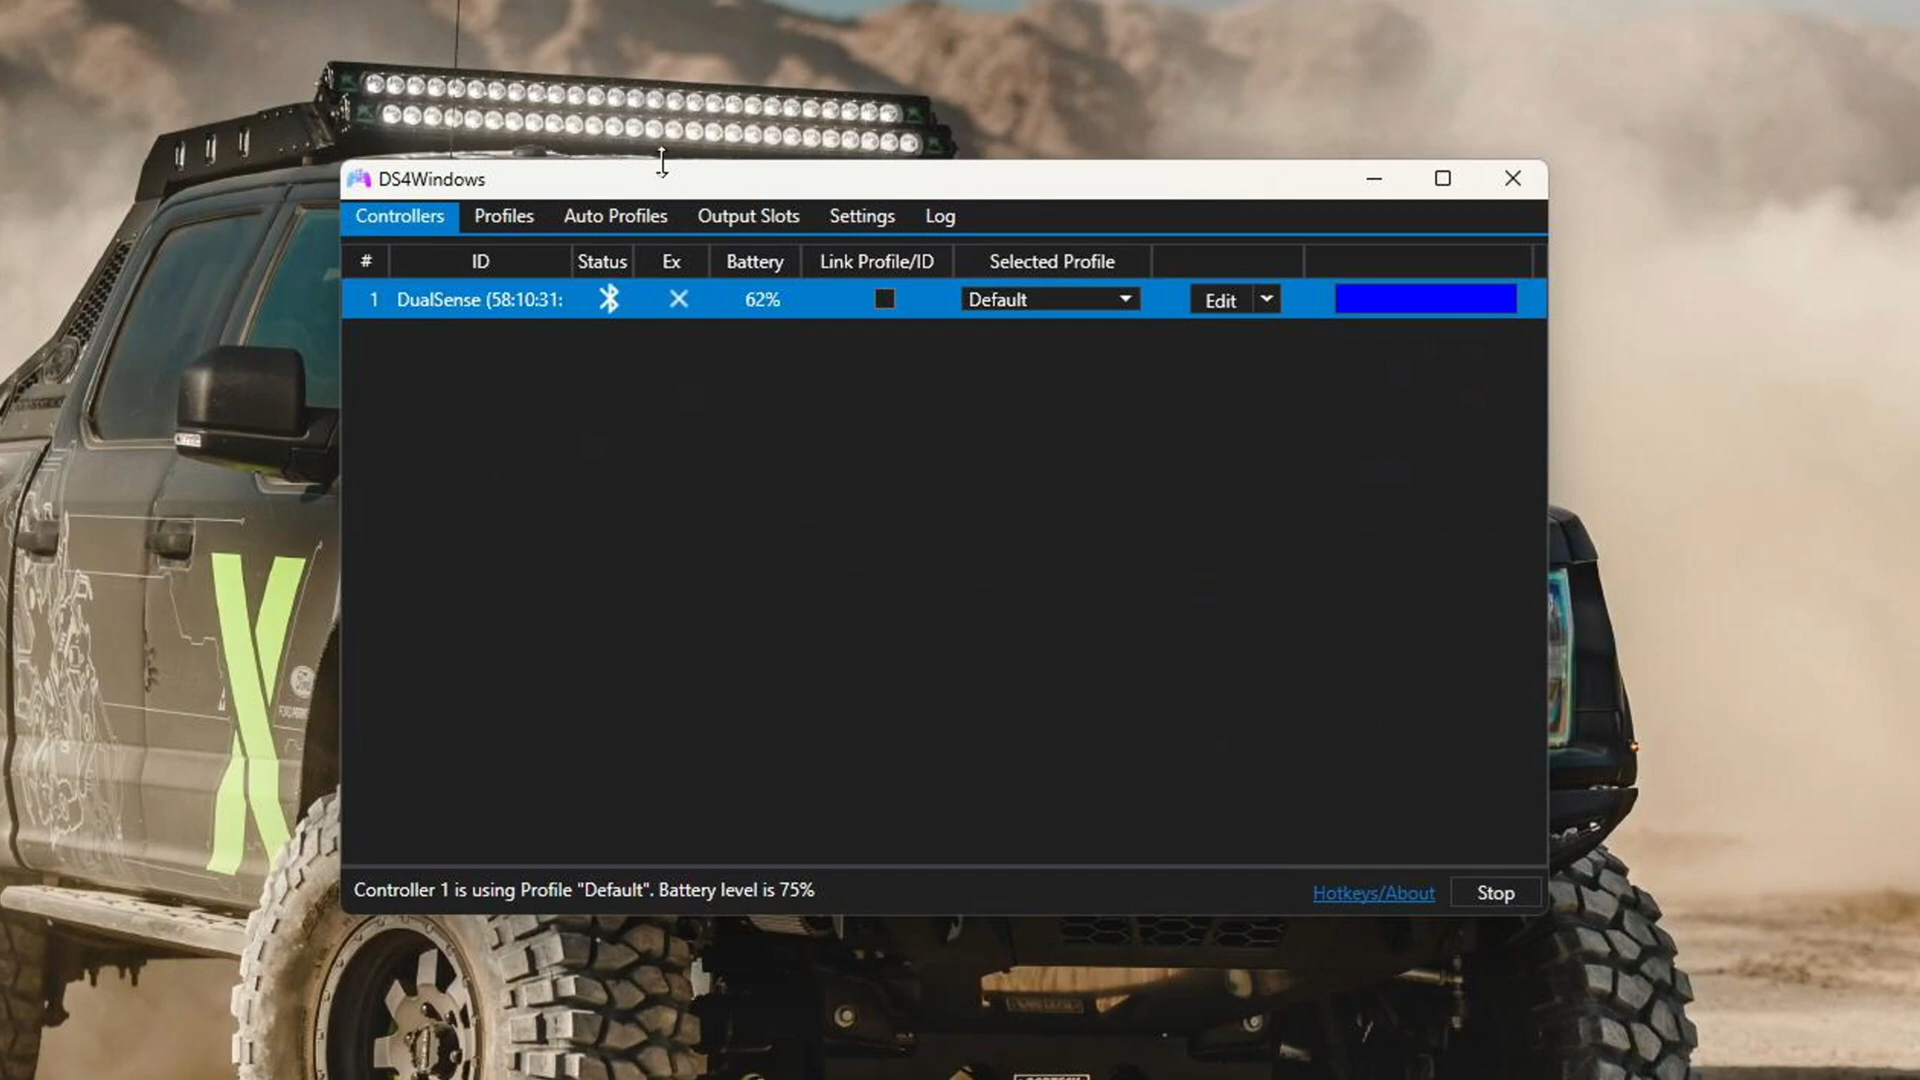 DS4Windows
Controllers Profiles Auto Profiles Output Slots Settings Log
# ID Status Ex Battery Link Profile/ID Selected Profile
1 DualSense (58:10:31: 62% Default Edit
Controller 1 is using Profile "Default". Battery level is 75% Hotkeys/About Stop
X